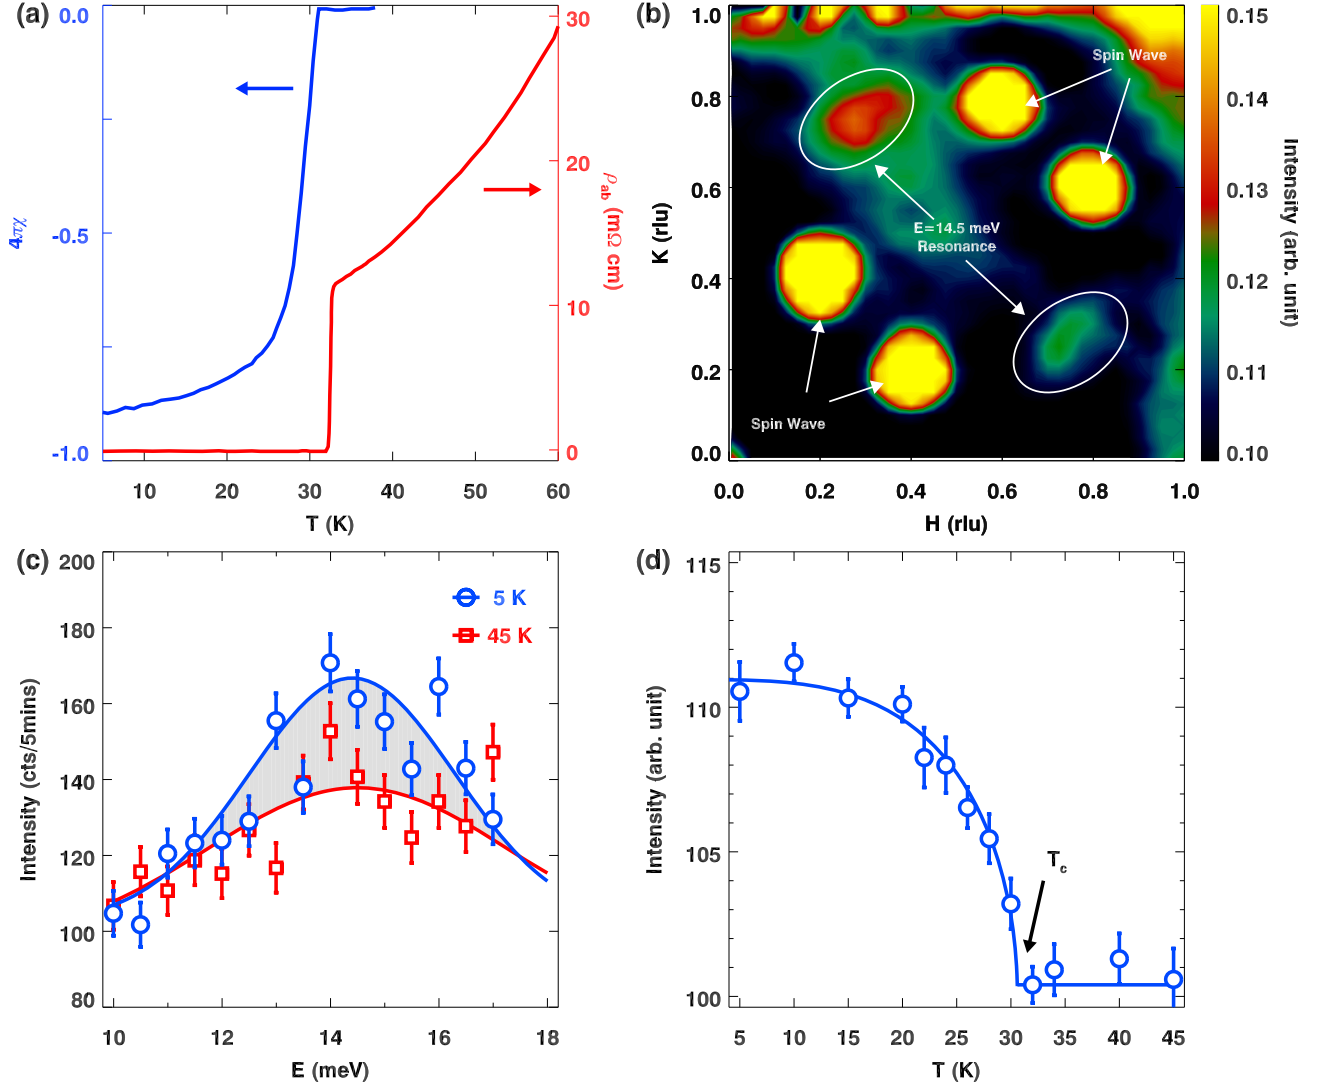 (a)
0.0
-0.5
-1.0
4πχ
30
20
10
0
ρab (mΩ cm)
10 20 30 40 50 60
T (K)
(b)
1.0
0.8
0.6
0.4
0.2
0.0
K (rlu)
Spin Wave
E=14.5 meV
Resonance
Spin Wave
0.0 0.2 0.4 0.6 0.8 1.0
H (rlu)
0.15
0.14
0.13
0.12
0.11
0.10
Intensity (arb. unit)
(c)
200
180
160
140
120
100
80
Intensity (cts/5mins)
5 K
45 K
10 12 14 16 18
E (meV)
(d)
115
110
105
100
Intensity (arb. unit)
Tc
5 10 15 20 25 30 35 40 45
T (K)